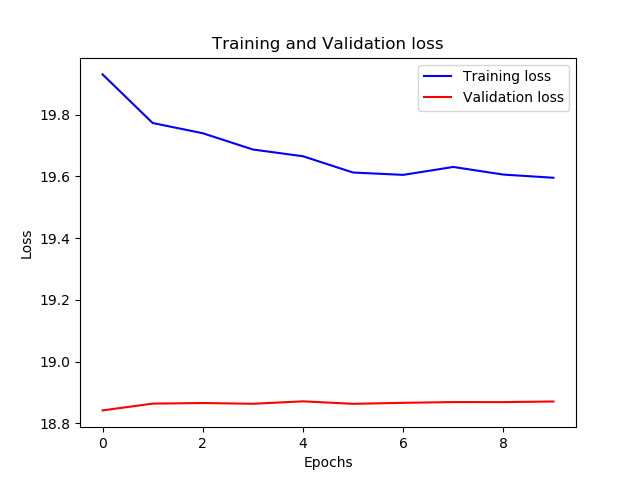 Training and Validation loss
Training loss
Validation loss
19.8
19.6
19.4
19.2
19.0
18.8
Loss
0 2 4 6 8
Epochs